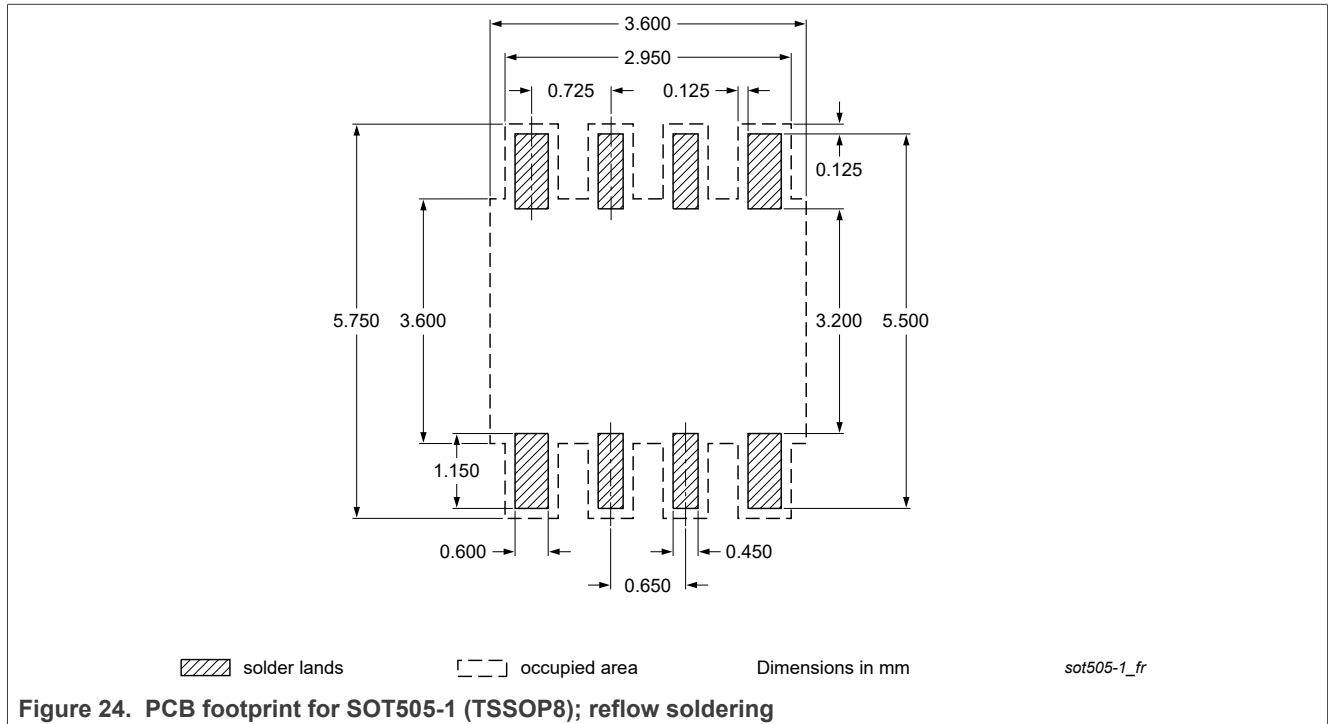 3.600
2.950
0.725
0.125
0.125
5.750
3.600
3.200
5.500
1.150
0.600
0.450
0.650
solder lands
occupied area
Dimensions in mm
sot505-1_fr
Figure 24. PCB footprint for SOT505-1 (TSSOP8); reflow soldering